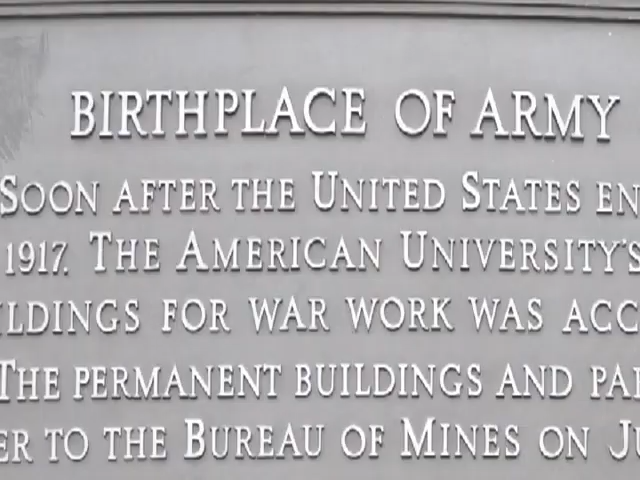 BIRTHPLACE OF ARMY
SOON AFTER THE UNITED STATES EN
1917. THE AMERICAN UNIVERSITY'S
ILDINGS FOR WAR WORK WAS ACC
THE PERMANENT BUILDINGS AND PA
ER TO THE BUREAU OF MINES ON JU